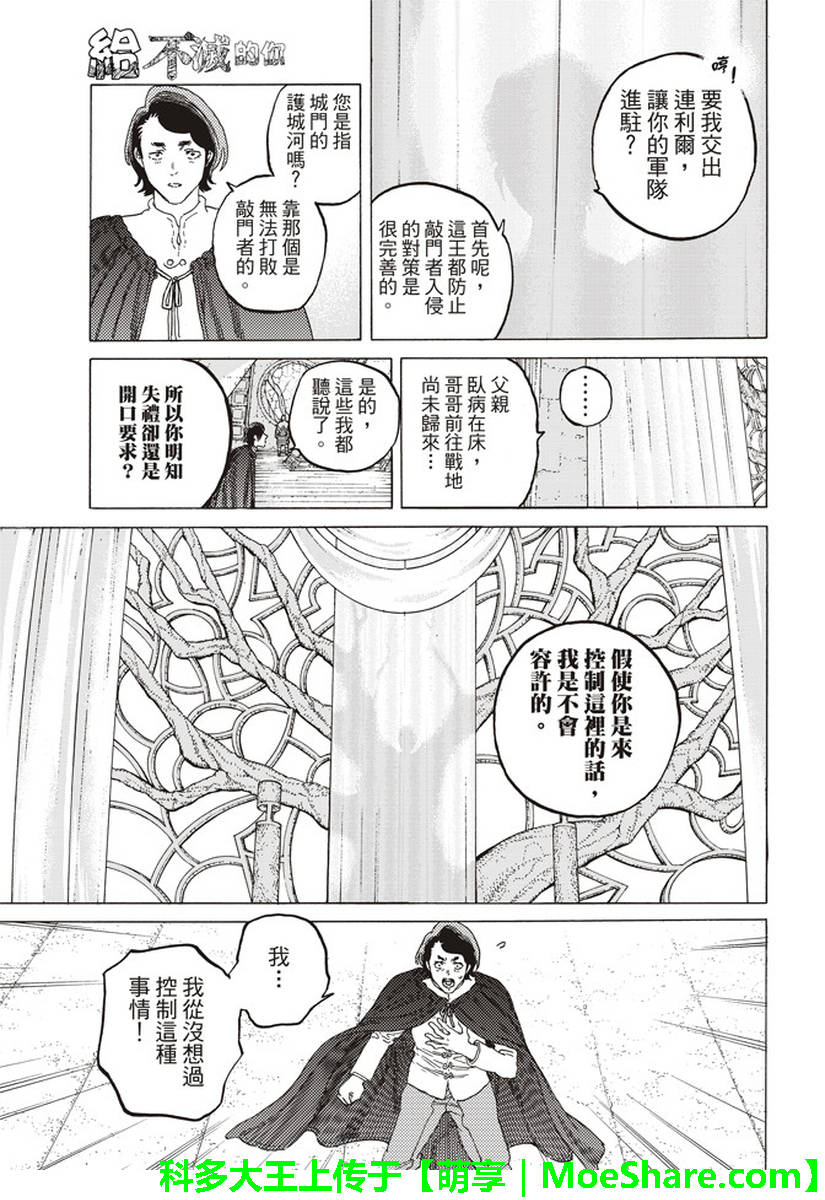 給不滅的你
哼！
要我交出
連利爾，
讓你的軍隊
進駐？
首先呢，
這王都防止
敲門者入侵
的對策是
很完善的。
您是指
城門的
護城河嗎？
靠那個是
無法打敗
敲門者的。
……
父親
臥病在床，
哥哥前往戰地
尚未歸來…
是的，
這些我都
聽說了。
所以你明知
失禮卻還是
開口要求？
假使你是來
控制這裡的話，
我是不會
容許的。
我…
我從沒想過
控制這種
事情！
科多大王上传于【萌享】|MoeShare.com